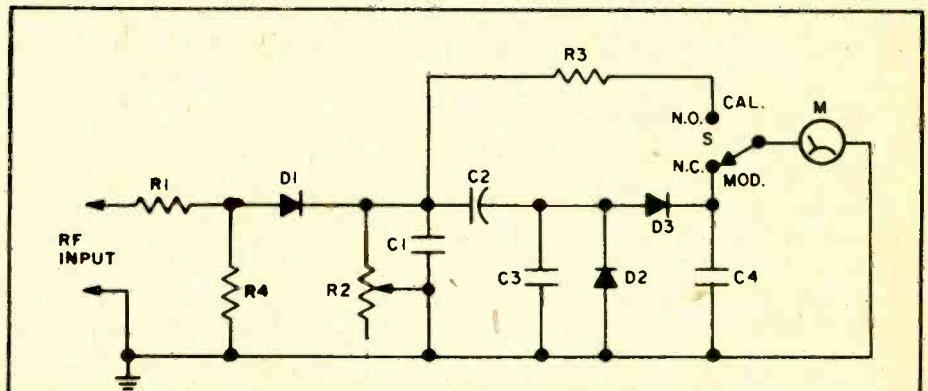 R3
CAL.
N.O.
S
M
N.C.
MOD.
R1
D1
C2
D3
RF
INPUT
C1
R4
R2
C3
D2
C4